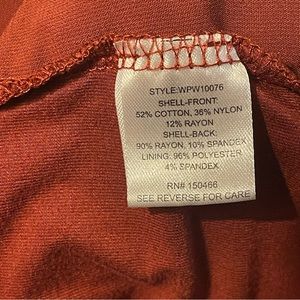 STYLE:WPW10076
SHELL-FRONT:
52% COTTON, 36% NYLON
12% RAYON
SHELL-BACK:
90% RAYON, 10% SPANDEX
LINING: 96% POLYESTER
4% SPANDEX
RN# 150466
SEE REVERSE FOR CARE